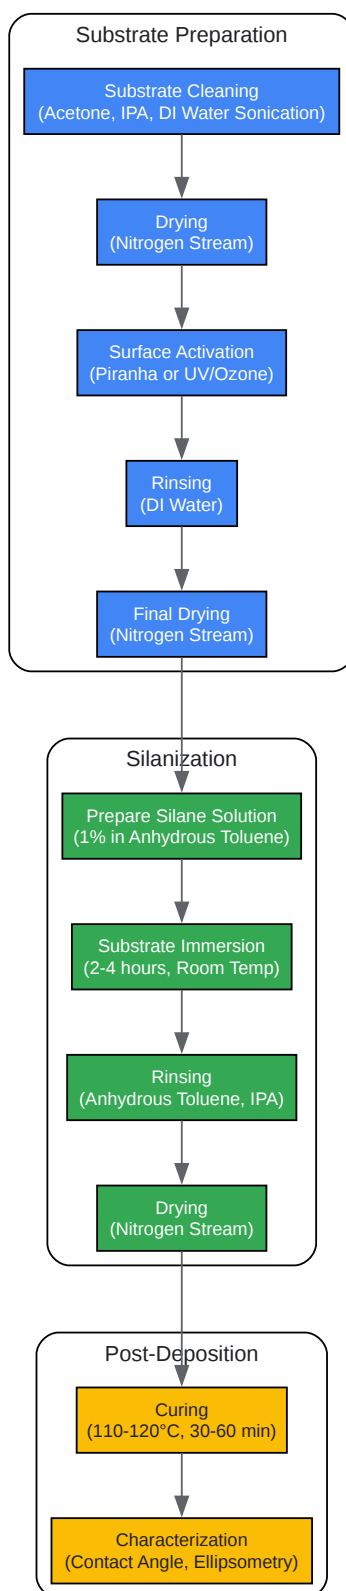 Substrate Preparation
Substrate Cleaning
(Acetone, IPA, DI Water Sonication)
Drying
(Nitrogen Stream)
Surface Activation
(Piranha or UV/Ozone)
Rinsing
(DI Water)
Final Drying
(Nitrogen Stream)
Silanization
Prepare Silane Solution
(1% in Anhydrous Toluene)
Substrate Immersion
(2-4 hours, Room Temp)
Rinsing
(Anhydrous Toluene, IPA)
Drying
(Nitrogen Stream)
Post-Deposition
Curing
(110-120°C, 30-60 min)
Characterization
(Contact Angle, Ellipsometry)